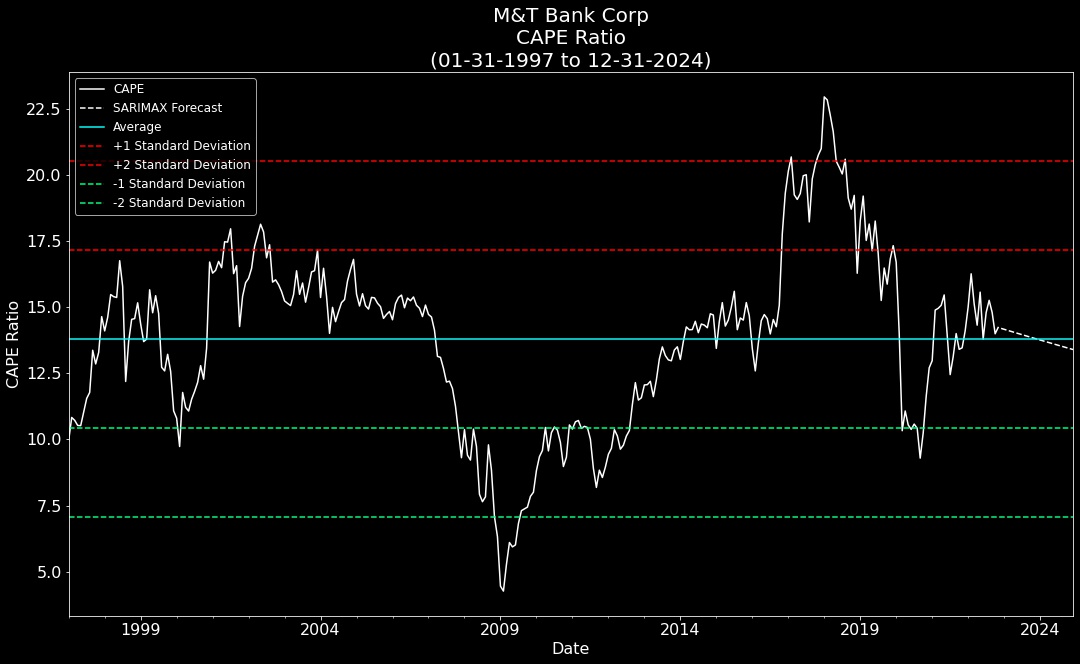 M&T Bank Corp
CAPE Ratio
(01-31-1997 to 12-31-2024)
CAPE
SARIMAX Forecast
Average
+1 Standard Deviation
+2 Standard Deviation
-1 Standard Deviation
-2 Standard Deviation
22.5
20.0
17.5
15.0
12.5
10.0
7.5
5.0
CAPE Ratio
1999
2004
2009
2014
2019
2024
Date